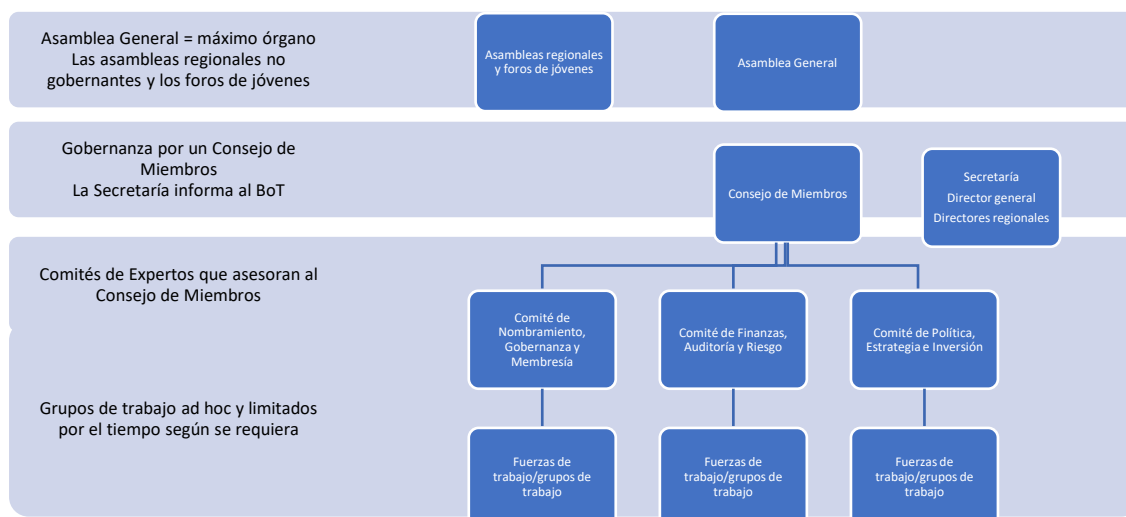 Asamblea General = máximo órgano
Las asambleas regionales no
gobernantes y los foros de jóvenes
Asambleas regionales
y foros de jóvenes
Asamblea General
Gobernanza por un Consejo de
Miembros
La Secretaría informa al BoT
Consejo de Miembros
Secretaría
Director general
Directores regionales
Comités de Expertos que asesoran al
Consejo de Miembros
Comité de
Nombramiento,
Gobernanza y
Membresía
Comité de Finanzas,
Auditoría y Riesgo
Comité de Política,
Estrategia e Inversión
Grupos de trabajo ad hoc y limitados
por el tiempo según se requiera
Fuerzas de
trabajo/grupos de
trabajo
Fuerzas de
trabajo/grupos de
trabajo
Fuerzas de
trabajo/grupos de
trabajo